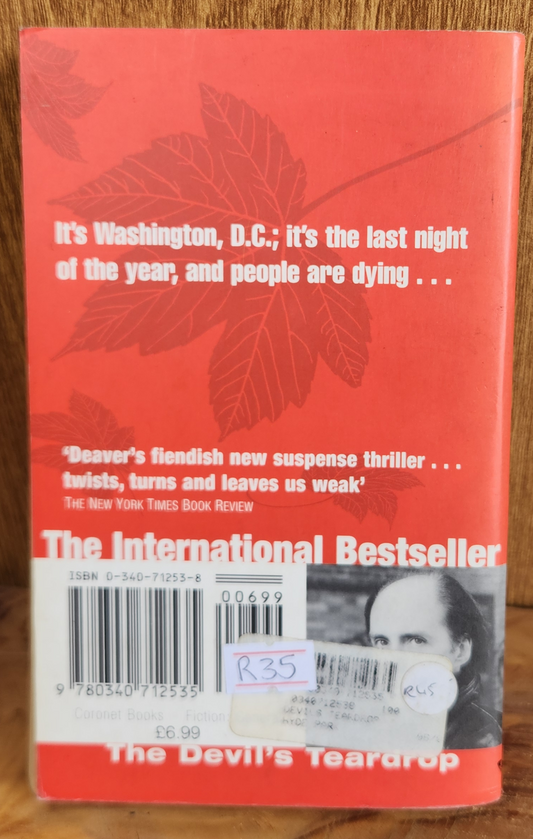 It's Washington, D.C.; it's the last night
of the year, and people are dying . . .
'Deaver's fiendish new suspense thriller . . .
twists, turns and leaves us weak'
THE NEW YORK TIMES BOOK REVIEW
The International Bestseller
ISBN 0-340-71253-8
00699
R35
R45
9 780340 712535
Coronet Books Fiction
£6.99
The Devil's Teardrop